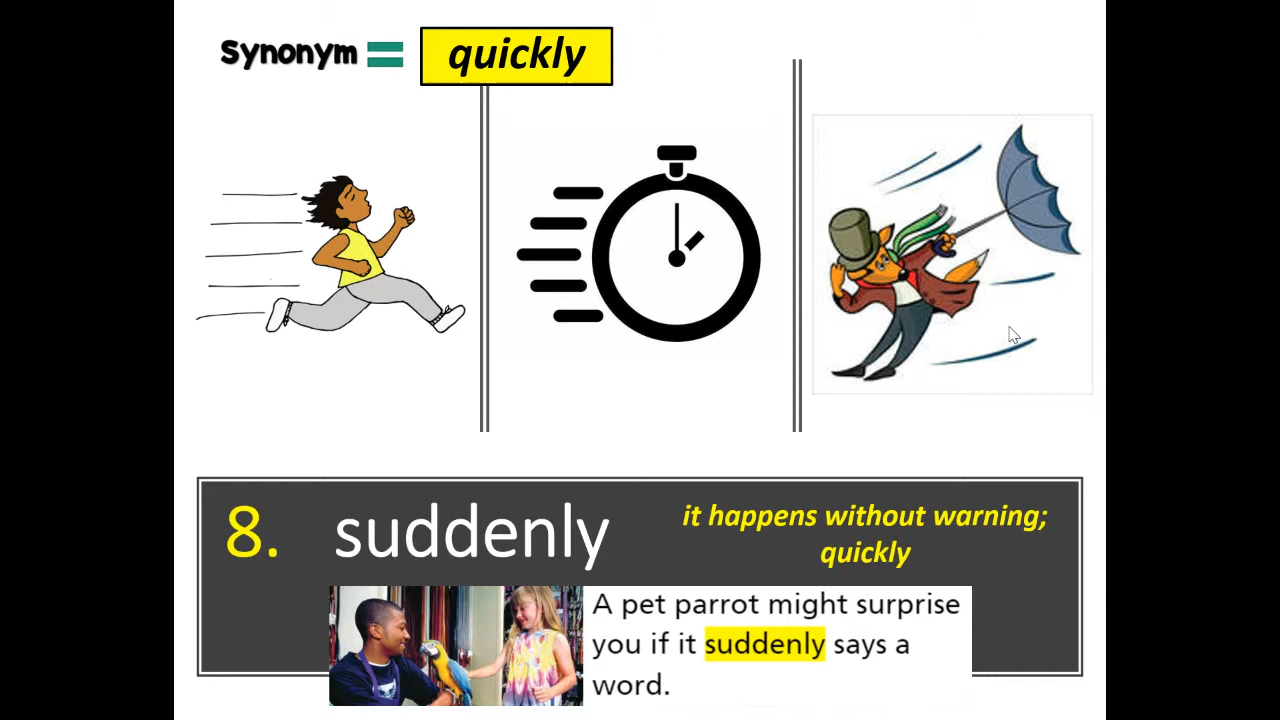 Synonym =
quickly
8. suddenly
it happens without warning;
quickly
A pet parrot might surprise
you if it suddenly says a
word.